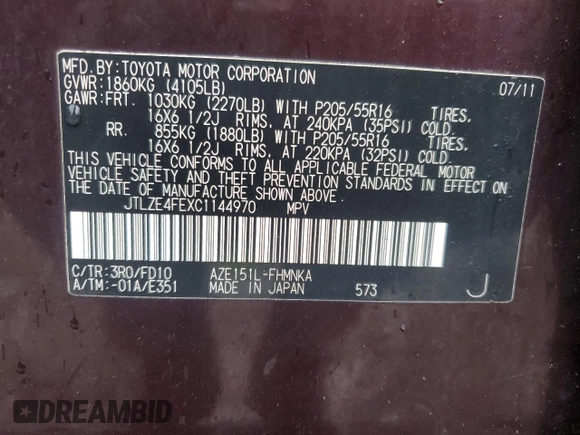 MFD.BY:TOYOTA MOTOR CORPORATION 07/11
GVWR:1860KG (4105LB)
GAWR:FRT. 1030KG (2270LB) WITH P205/55R16 TIRES,
16X6 1/2J RIMS, AT 240KPA (35PSI) COLD.
RR. 855KG (1880LB) WITH P205/55R16 TIRES,
16X6 1/2J RIMS, AT 220KPA (32PSI) COLD.
THIS VEHICLE CONFORMS TO ALL APPLICABLE FEDERAL MOTOR
VEHICLE SAFETY AND THEFT PREVENTION STANDARDS IN EFFECT ON
THE DATE OF MANUFACTURE SHOWN ABOVE.
JTLZE4FEXC1144970 MPV
C/TR:3R0/FD10 AZE151L-FHMNKA
A/TM:-01A/E351 MADE IN JAPAN 573 J
DREAMBID